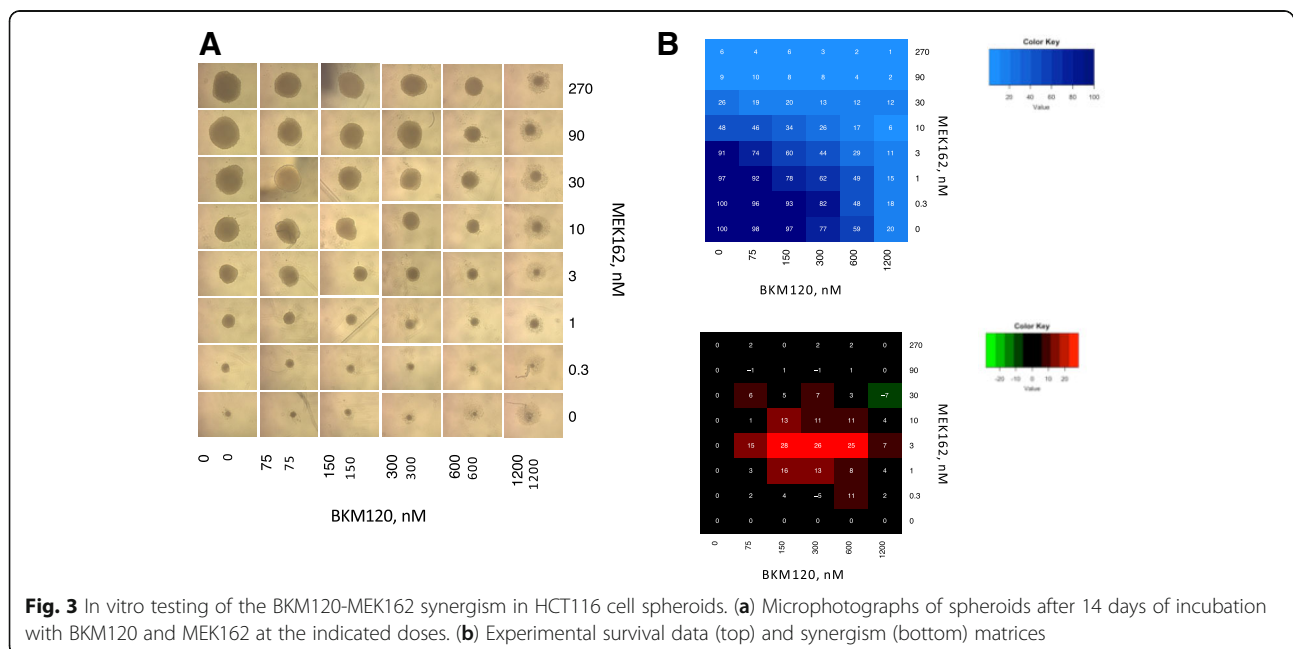 A
270
90
30
10
3
1
0.3
0
MEK162, nM
0 75 150 300 600 1200
0 75 150 300 600 1200
BKM120, nM
B
6 4 6 3 2 1 270
9 10 8 8 4 2 90
26 19 20 13 12 12 30
48 46 34 26 17 6 10
91 74 60 44 29 11 3
97 92 78 62 49 15 1
100 96 93 82 48 18 0.3
100 98 97 77 59 20 0
MEK162, nM
0 75 150 300 600 1200
BKM120, nM
Color Key
20 40 60 80 100
Value
0 2 0 2 2 0 270
0 −1 1 −1 1 0 90
0 6 5 7 3 −7 30
0 1 13 11 11 4 10
0 15 28 26 25 7 3
0 3 16 13 8 4 1
0 2 4 −5 11 2 0.3
0 0 0 0 0 0 0
MEK162, nM
0 75 150 300 600 1200
BKM120, nM
Color Key
-20 -10 0 10 20
Value
Fig. 3 In vitro testing of the BKM120-MEK162 synergism in HCT116 cell spheroids. (a) Microphotographs of spheroids after 14 days of incubation
with BKM120 and MEK162 at the indicated doses. (b) Experimental survival data (top) and synergism (bottom) matrices